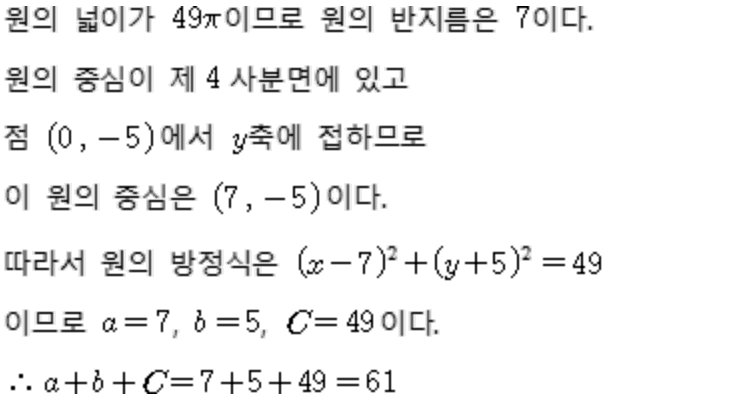 원의 넓이가 49π이므로 원의 반지름은 7이다.
원의 중심이 제 4 사분면에 있고
점 (0, −5)에서 y축에 접하므로
이 원의 중심은 (7, −5)이다.
따라서 원의 방정식은 (x−7)²+(y+5)²=49
이므로 a=7, b=5, C=49이다.
∴ a+b+C=7+5+49=61